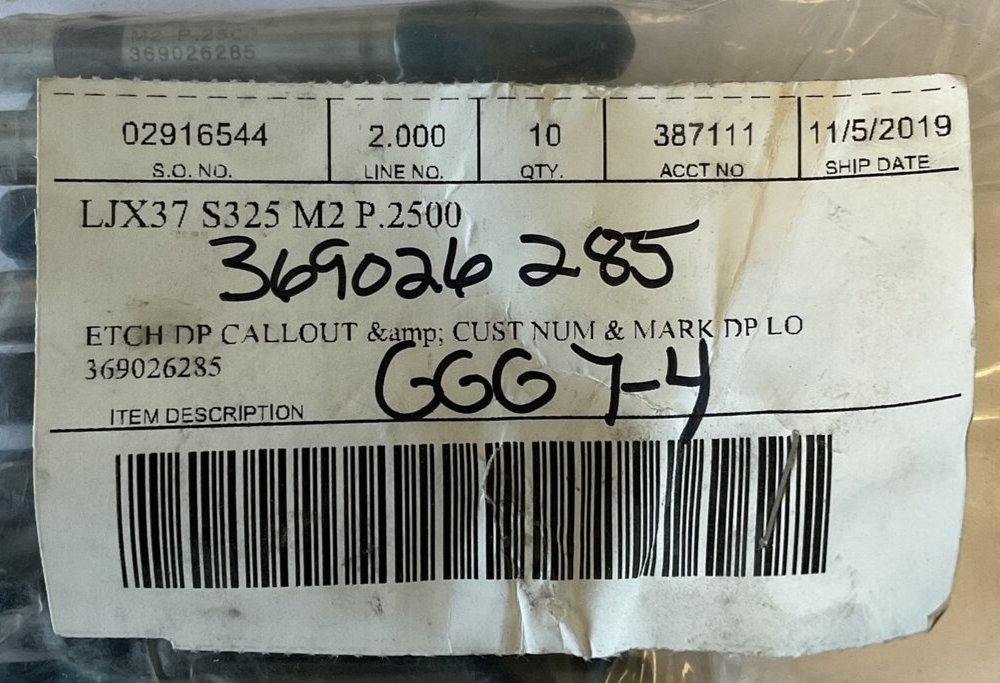 M2 P.2500
369026285
02916544 2.000 10 387111 11/5/2019
S.O. NO. LINE NO. QTY. ACCT NO SHIP DATE
LJX37 S325 M2 P.2500
369026 285
ETCH DP CALLOUT &amp; CUST NUM & MARK DP LO
369026285
GGG 7-4
ITEM DESCRIPTION